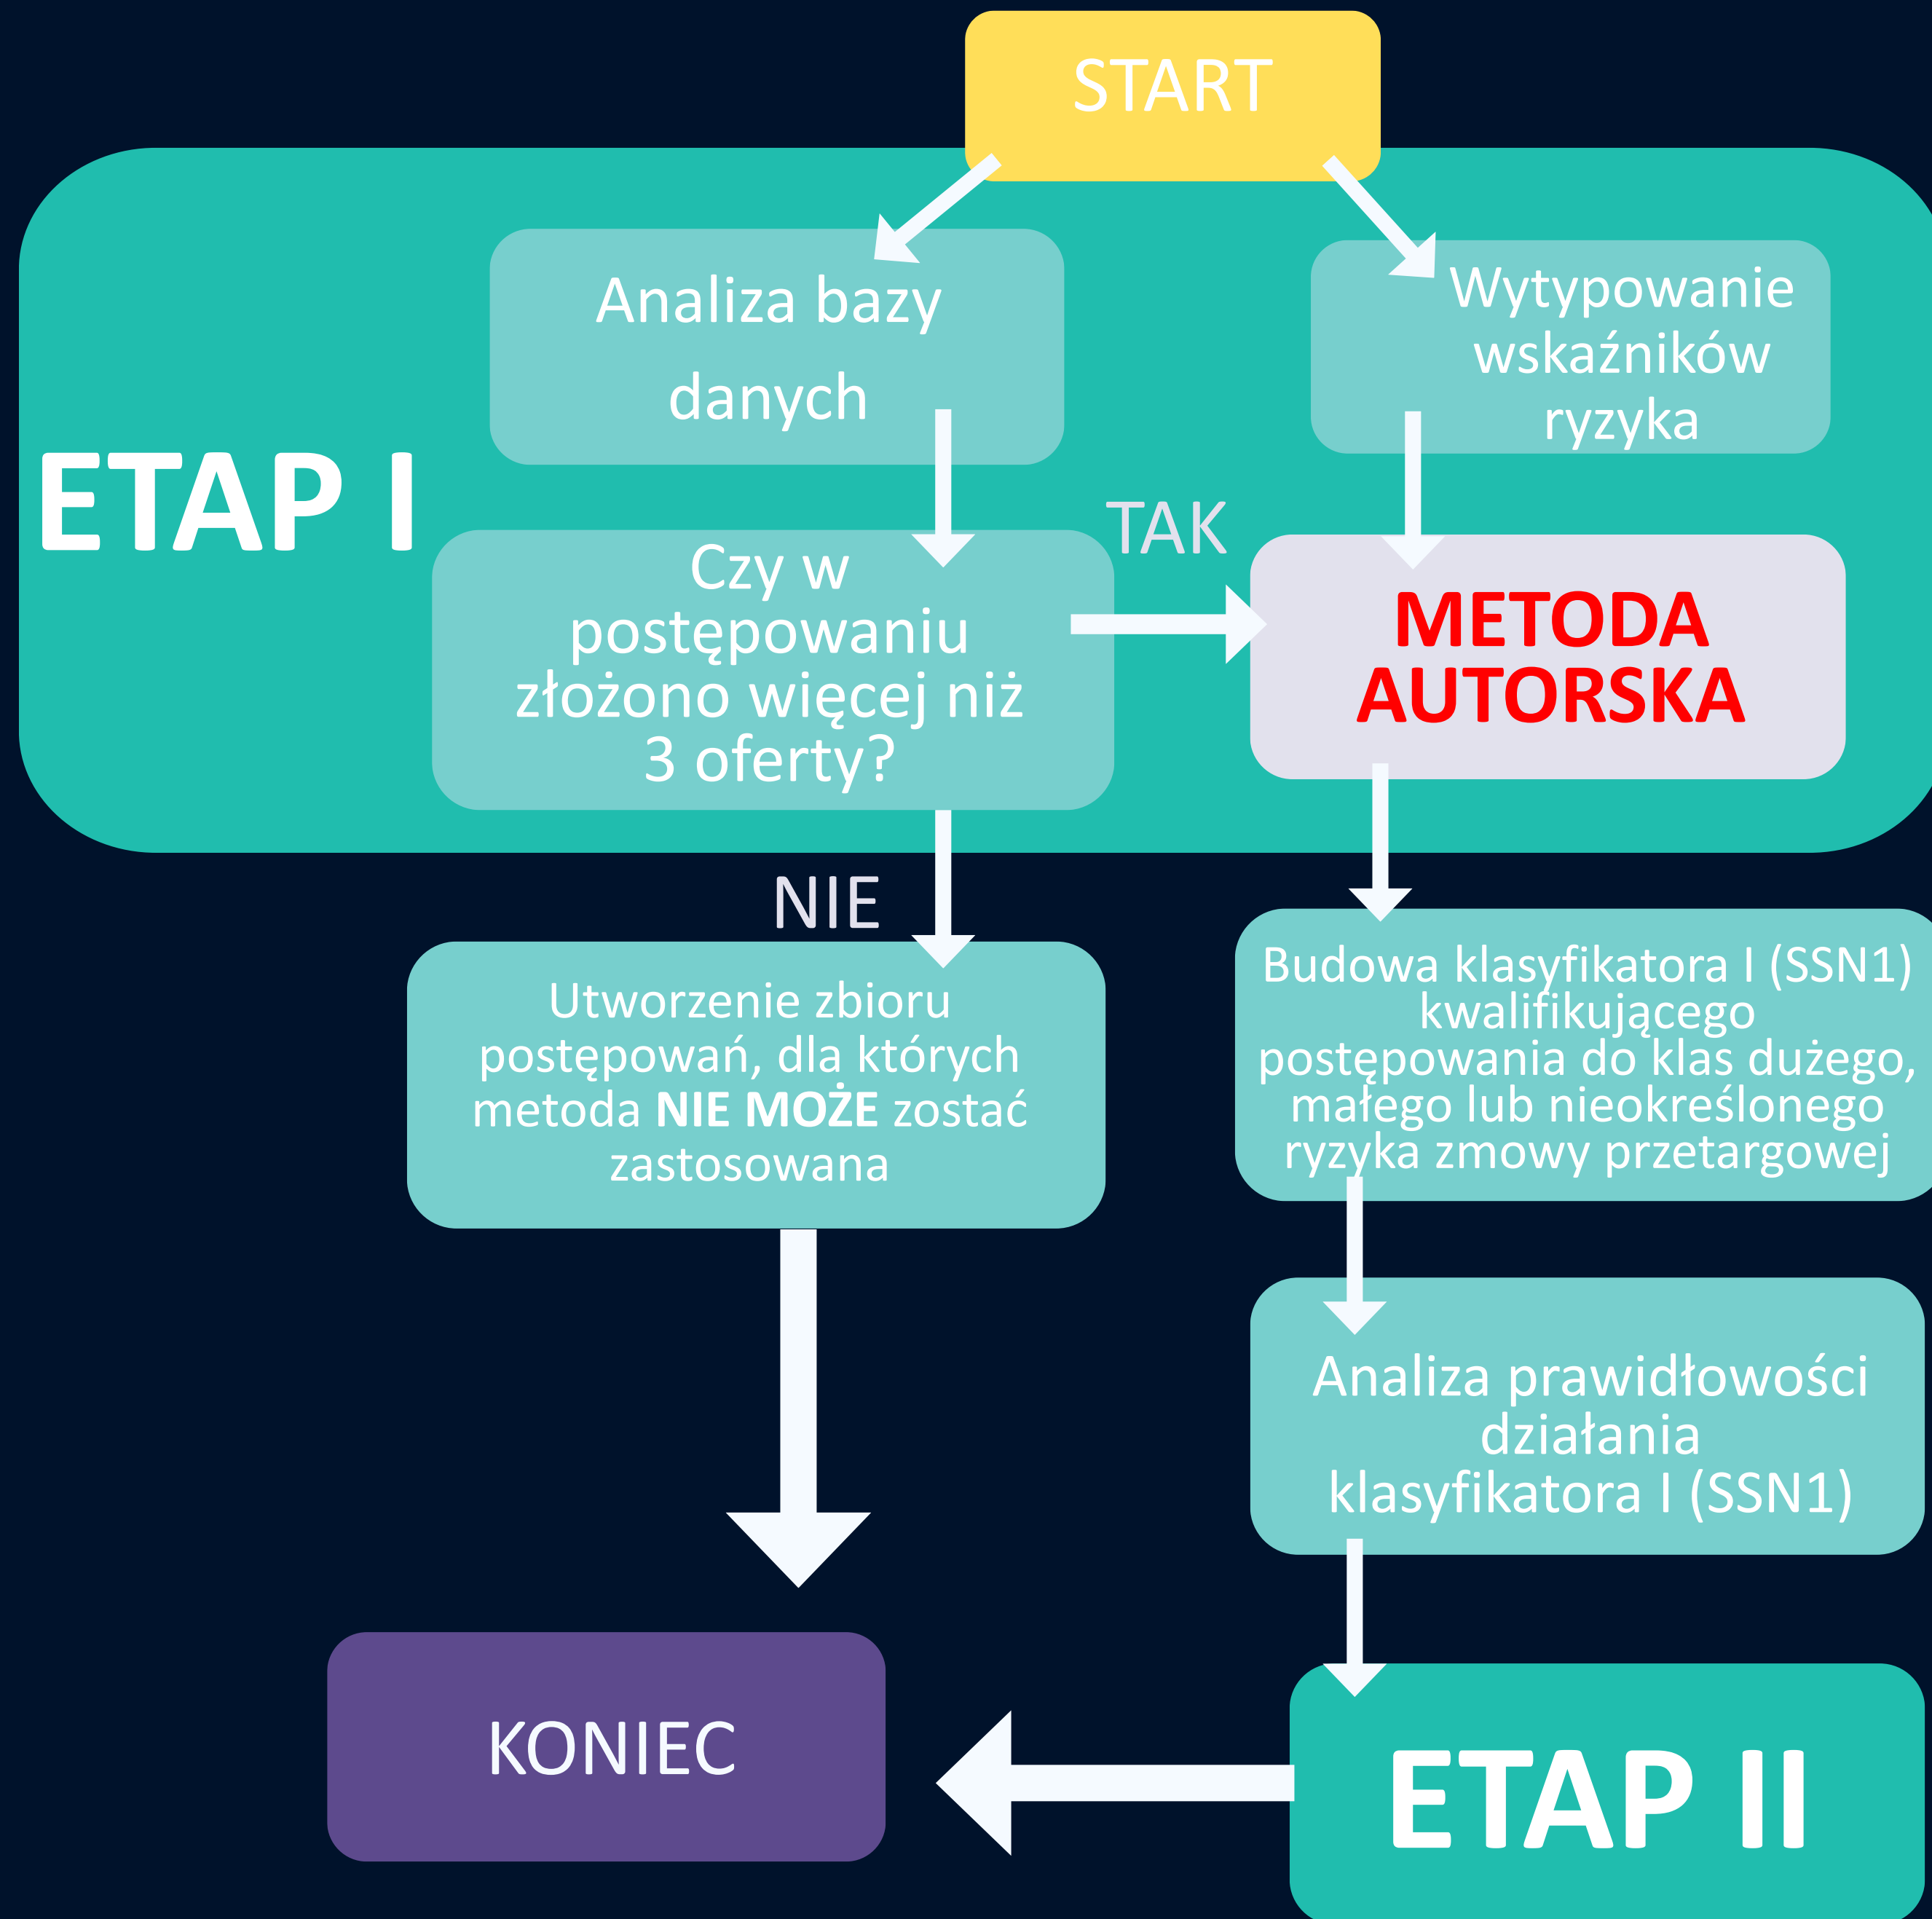 START
Analiza bazy
danych
Wytypowanie
wskaźników
ryzyka
ETAP I
Czy w
postępowaniu
złożono więcej niż
3 oferty?
TAK
METODA
AUTORSKA
NIE
Utworzenie zbioru
postępowań, dla których
metoda NIE MOŻE zostać
zastosowana
Budowa klasyfikatora I (SSN1)
kwalifikującego
postępowania do klas dużego,
małego lub nieokreslonego
ryzyka zmowy przetargowej
Analiza prawidłowości
działania
klasyfikatora I (SSN1)
KONIEC
ETAP II